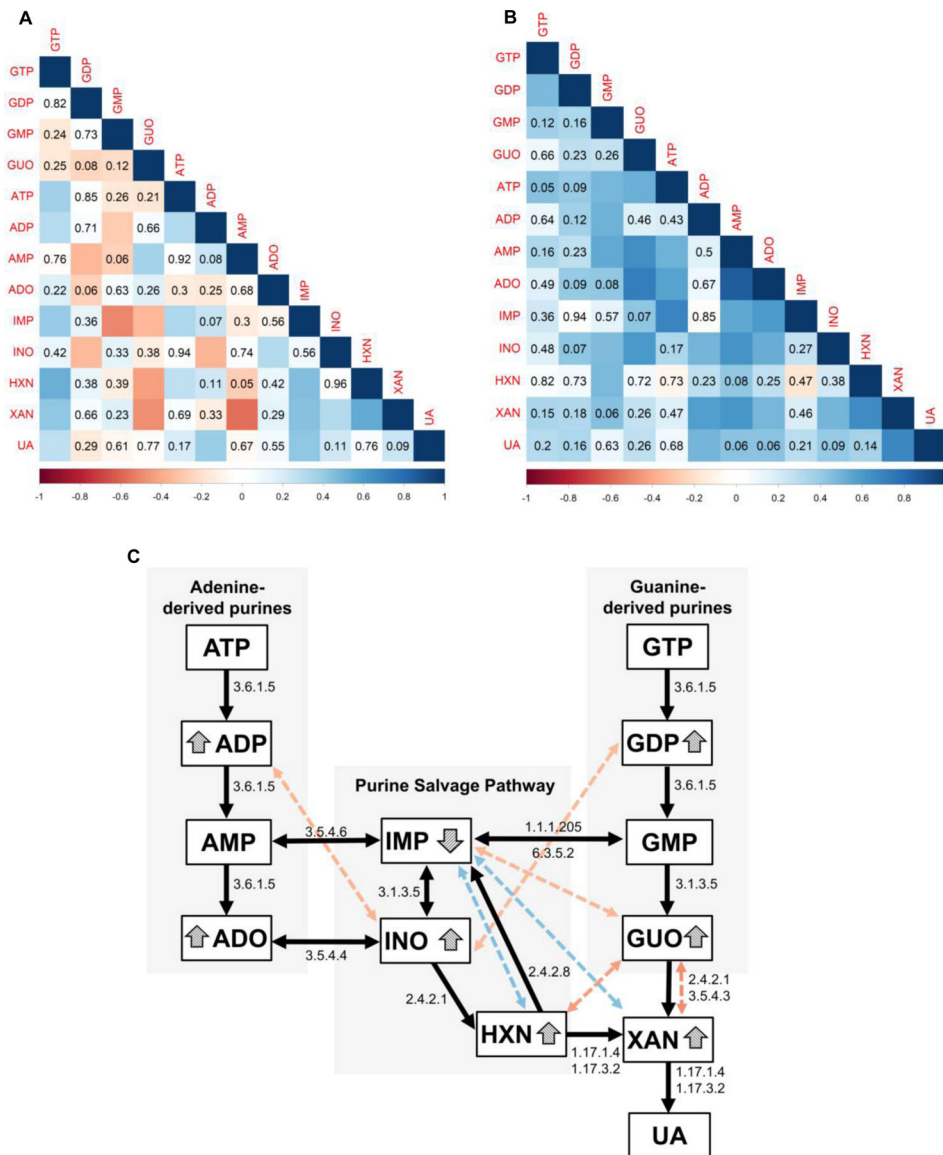 A
GTP
GTP
GDP
GDP 0.82
GMP
GMP 0.24 0.73
GUO
GUO 0.25 0.08 0.12
ATP
ATP 0.85 0.26 0.21
ADP
ADP 0.71 0.66
AMP
AMP 0.76 0.06 0.92 0.08
ADO
ADO 0.22 0.06 0.63 0.26 0.3 0.25 0.68
IMP
IMP 0.36 0.07 0.3 0.56
INO
INO 0.42 0.33 0.38 0.94 0.74 0.56
HXN
HXN 0.38 0.39 0.11 0.05 0.42 0.96
XAN
XAN 0.66 0.23 0.69 0.33 0.29
UA
UA 0.29 0.61 0.77 0.17 0.67 0.55 0.11 0.76 0.09
-1 -0.8 -0.6 -0.4 -0.2 0 0.2 0.4 0.6 0.8 1
B
GTP
GTP
GDP
GDP
GMP
GMP 0.12 0.16
GUO
GUO 0.66 0.23 0.26
ATP
ATP 0.05 0.09
ADP
ADP 0.64 0.12 0.46 0.43
AMP
AMP 0.16 0.23 0.5
ADO
ADO 0.49 0.09 0.08 0.67
IMP
IMP 0.36 0.94 0.57 0.07 0.85
INO
INO 0.48 0.07 0.17 0.27
HXN
HXN 0.82 0.73 0.72 0.73 0.23 0.08 0.25 0.47 0.38
XAN
XAN 0.15 0.18 0.06 0.26 0.47 0.46
UA
UA 0.2 0.16 0.63 0.26 0.68 0.06 0.06 0.21 0.09 0.14
-1 -0.8 -0.6 -0.4 -0.2 0 0.2 0.4 0.6 0.8
C
Adenine-
derived purines
Guanine-
derived purines
ATP
GTP
3.6.1.5
3.6.1.5
ADP
GDP
3.6.1.5
Purine Salvage Pathway
3.6.1.5
AMP
3.5.4.6
IMP
1.1.1.205
6.3.5.2
GMP
3.6.1.5
3.1.3.5
3.1.3.5
ADO
3.5.4.4
INO
GUO
2.4.2.1
2.4.2.8
2.4.2.1
3.5.4.3
HXN
1.17.1.4
1.17.3.2
XAN
1.17.1.4
1.17.3.2
UA